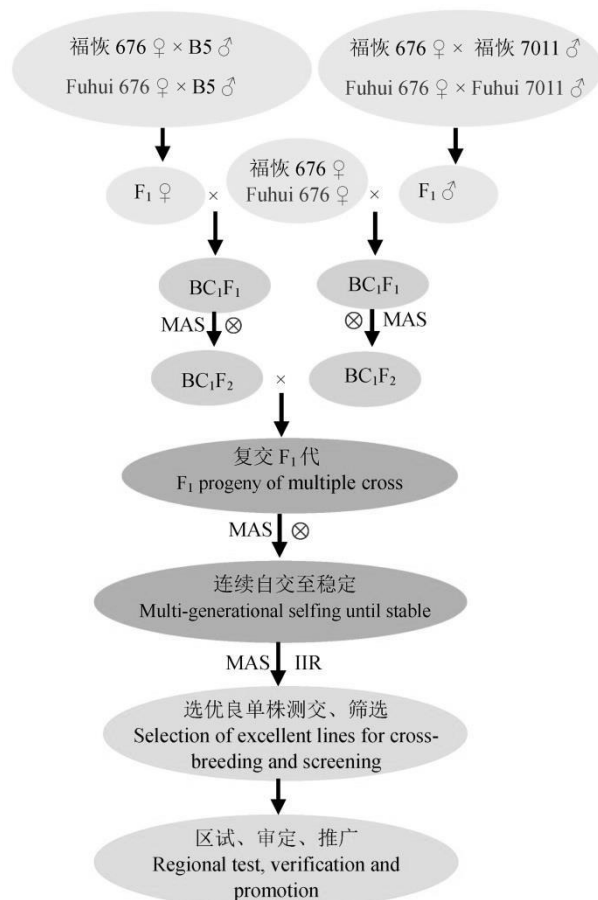 福恢 676 ♀ × B5 ♂
Fuhui 676 ♀ × B5 ♂
福恢 676 ♀ × 福恢 7011 ♂
Fuhui 676 ♀ × Fuhui 7011 ♂
F₁ ♀
×
福恢 676 ♀
Fuhui 676 ♀
×
F₁ ♂
BC₁F₁
BC₁F₁
MAS ⊗
⊗ MAS
BC₁F₂
×
BC₁F₂
复交 F₁ 代
F₁ progeny of multiple cross
MAS ⊗
连续自交至稳定
Multi-generational selfing until stable
MAS IIR
选优良单株测交、筛选
Selection of excellent lines for cross-
breeding and screening
区试、审定、推广
Regional test, verification and
promotion